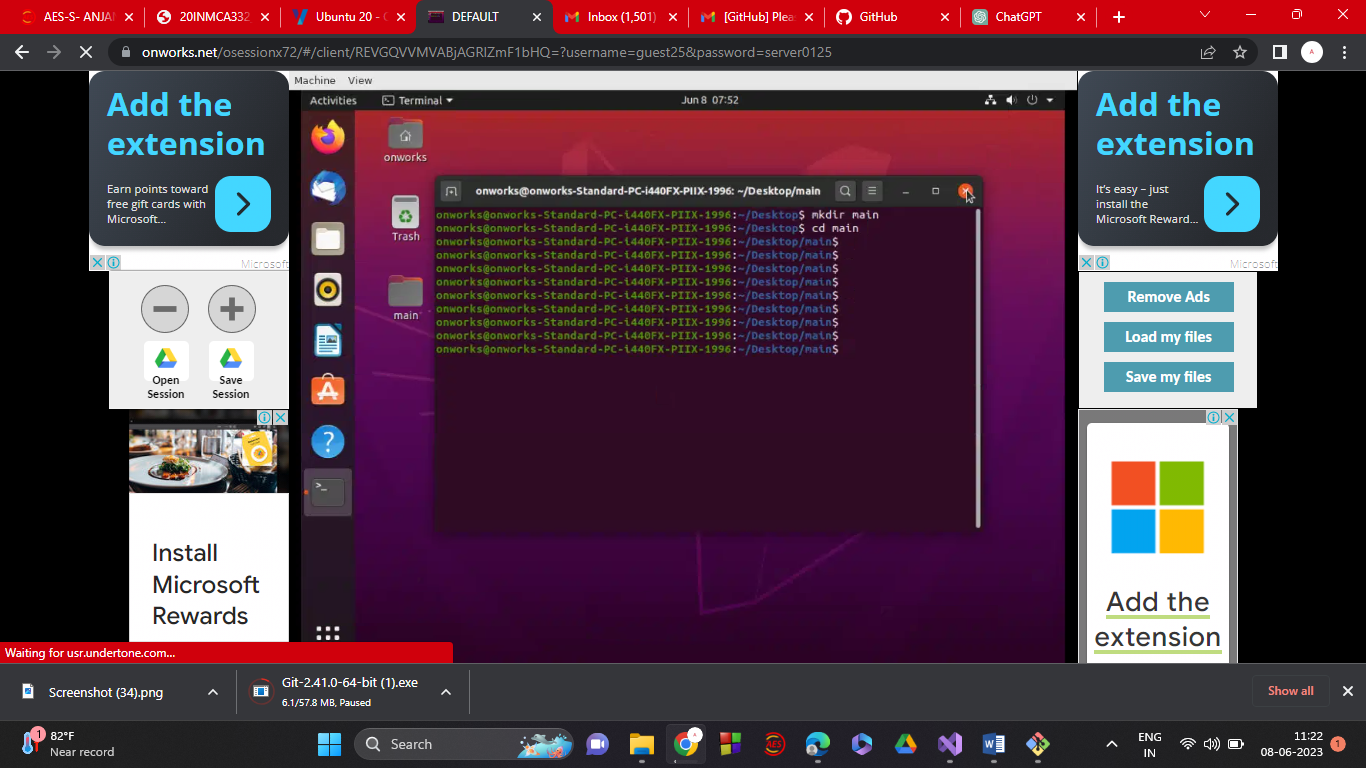 AES-S- ANJAN
20INMCA332
Ubuntu 20 - 
DEFAULT
Inbox (1,501)
[GitHub] Plea
GitHub
ChatGPT
onworks.net/osessionx72/#/client/REVGQVVMVABjAGRlZmF1bHQ=?username=guest25&password=server0125
A
Machine View
Activities
Terminal
Jun 8 07:52
Add the
extension
Earn points toward
free gift cards with
Microsoft...
Microsoft
Open
Session
Save
Session
Install
Microsoft
Rewards
onworks
Trash
main
onworks@onworks-Standard-PC-i440FX-PIIX-1996: ~/Desktop/main
onworks@onworks-Standard-PC-i440FX-PIIX-1996:~/Desktop$ mkdir main
onworks@onworks-Standard-PC-i440FX-PIIX-1996:~/Desktop$ cd main
onworks@onworks-Standard-PC-i440FX-PIIX-1996:~/Desktop/main$
onworks@onworks-Standard-PC-i440FX-PIIX-1996:~/Desktop/main$
onworks@onworks-Standard-PC-i440FX-PIIX-1996:~/Desktop/main$
onworks@onworks-Standard-PC-i440FX-PIIX-1996:~/Desktop/main$
onworks@onworks-Standard-PC-i440FX-PIIX-1996:~/Desktop/main$
onworks@onworks-Standard-PC-i440FX-PIIX-1996:~/Desktop/main$
onworks@onworks-Standard-PC-i440FX-PIIX-1996:~/Desktop/main$
onworks@onworks-Standard-PC-i440FX-PIIX-1996:~/Desktop/main$
onworks@onworks-Standard-PC-i440FX-PIIX-1996:~/Desktop/main$
Add the
extension
It's easy – just
install the
Microsoft Reward...
Microsoft
Remove Ads
Load my files
Save my files
Add the
extension
Waiting for usr.undertone.com...
Screenshot (34).png
Git-2.41.0-64-bit (1).exe
6.1/57.8 MB, Paused
Show all
1
82°F
Near record
Search
A
AES
ENG
IN
11:22
08-06-2023
1